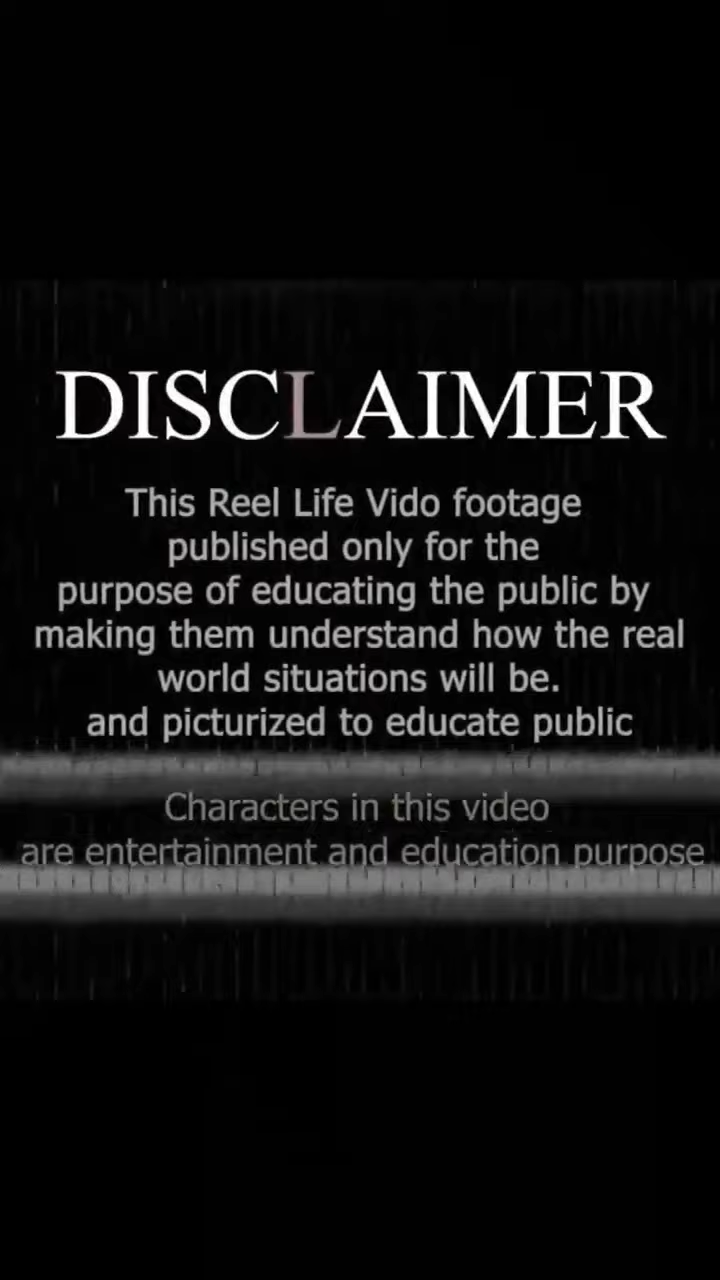 DISCLAIMER
This Reel Life Vido footage
published only for the
purpose of educating the public by
making them understand how the real
world situations will be.
and picturized to educate public
Characters in this video
are entertainment and education purpose